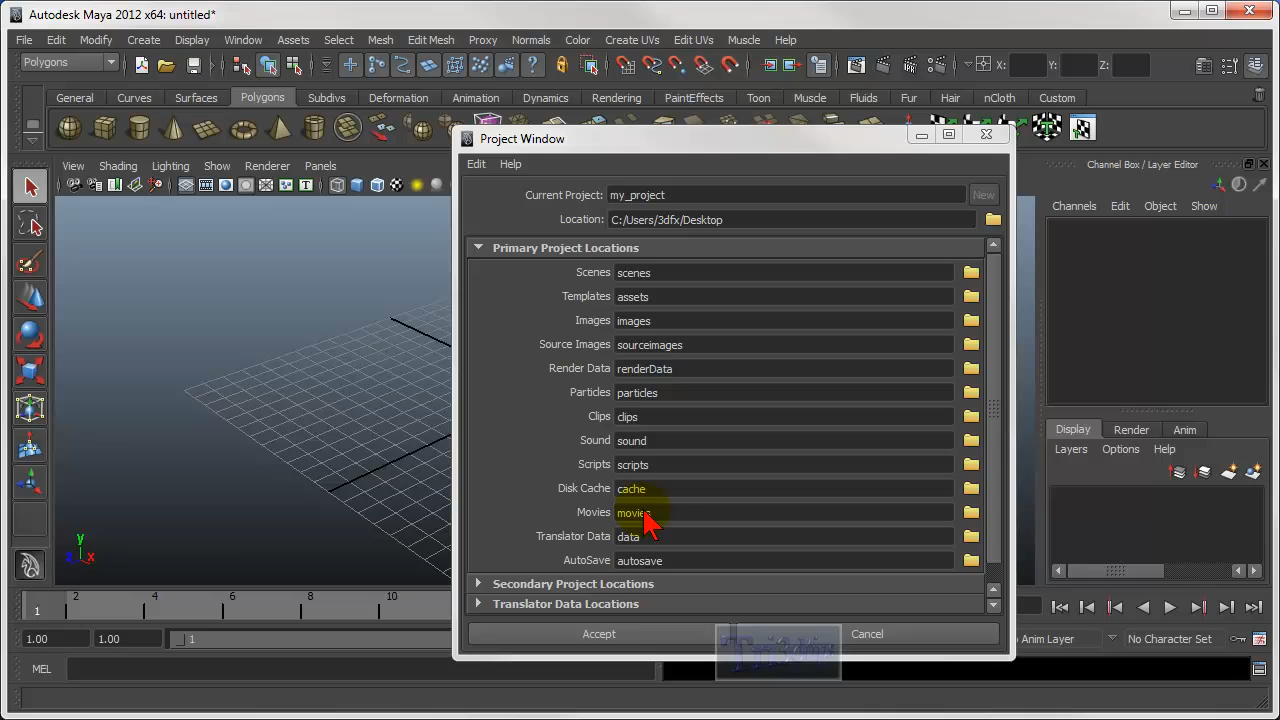 Autodesk Maya 2012 x64: untitled*
File Edit Modify Create Display Window Assets Select Mesh Edit Mesh Proxy Normals Color Create UVs Edit UVs Muscle Help
Polygons X: Y: Z:
General Curves Surfaces Polygons Subdivs Deformation Animation Dynamics Rendering PaintEffects Toon Muscle Fluids Fur Hair nCloth Custom
View Shading Lighting Show Renderer Panels
Project Window
Edit Help
Current Project: my_project New
Location: C:/Users/3dfx/Desktop
Primary Project Locations
Scenes scenes
Templates assets
Images images
Source Images sourceimages
Render Data renderData
Particles particles
Clips clips
Sound sound
Scripts scripts
Disk Cache cache
Movies movies
Translator Data data
AutoSave autosave
Secondary Project Locations
Translator Data Locations
Accept Cancel
Channel Box / Layer Editor
Channels Edit Object Show
Display Render Anim
Layers Options Help
y
z x
1 2 4 6 8 10
1.00 1.00 1 Anim Layer No Character Set
MEL